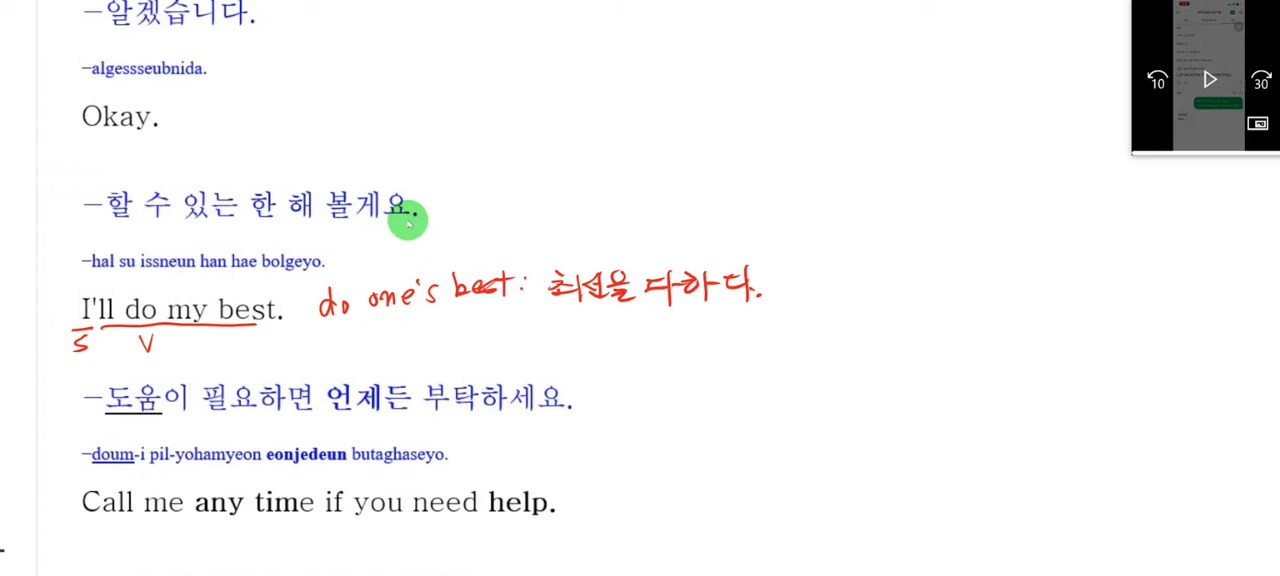 −알겠습니다.
−algessseubnida.
Okay.
−할 수 있는 한 해 볼게요.
−hal su issneun han hae bolgeyo.
I'll do my best. do one's best: 최선을 다하다.
S V
−도움이 필요하면 언제든 부탁하세요.
−doum-i pil-yohamyeon eonjedeun butaghaseyo.
Call me any time if you need help.
10 30